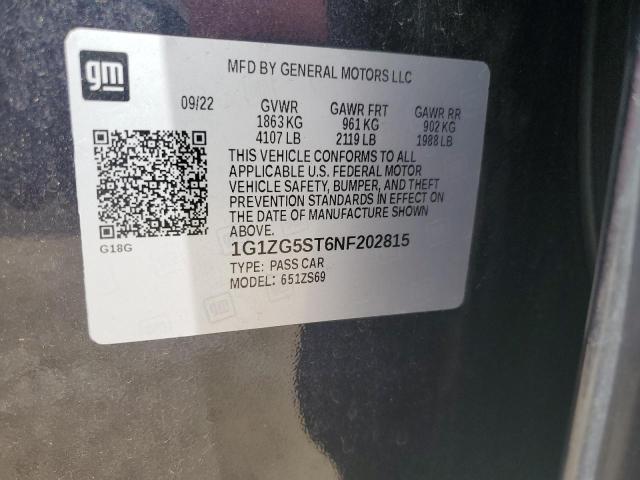 gm
MFD BY GENERAL MOTORS LLC
09/22 GVWR GAWR FRT GAWR RR
1863 KG 961 KG 902 KG
4107 LB 2119 LB 1988 LB
THIS VEHICLE CONFORMS TO ALL
APPLICABLE U.S. FEDERAL MOTOR
VEHICLE SAFETY, BUMPER, AND THEFT
PREVENTION STANDARDS IN EFFECT ON
THE DATE OF MANUFACTURE SHOWN
ABOVE.
G18G
1G1ZG5ST6NF202815
TYPE: PASS CAR
MODEL: 651ZS69